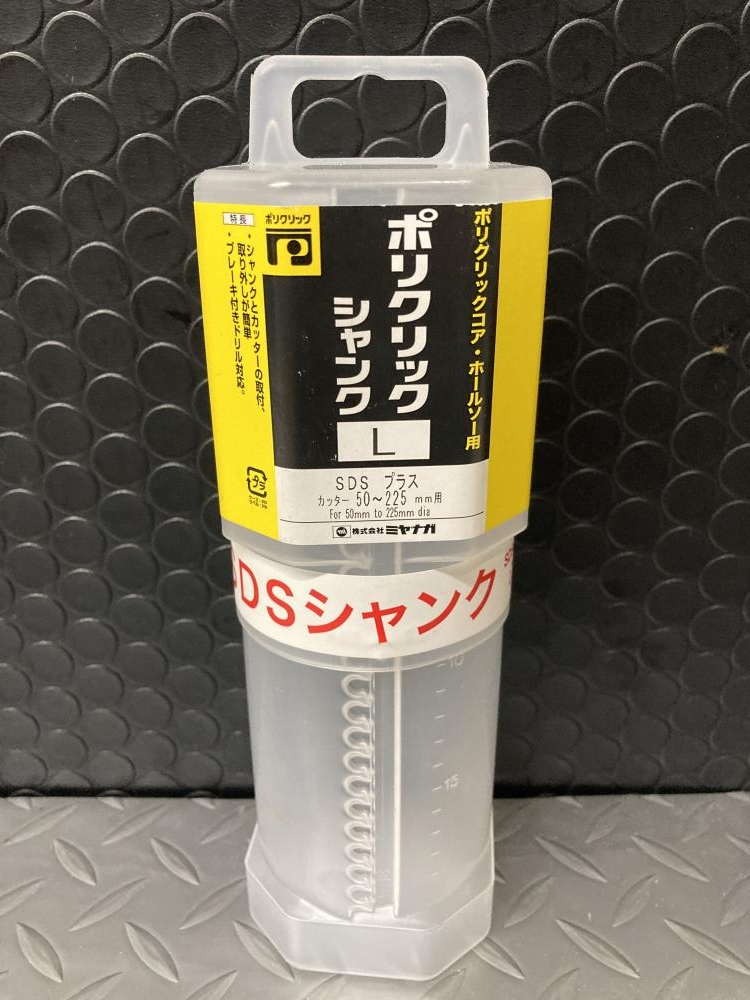 特長
・シャンクとカッターの取付、
取り外しが簡単
・ブレーキ付きドリル対応。
ポリクリック
ポリクリック
シャンク
L
ポリクリックコア・ホールソー用
SDS プラス
カッター 50～225 mm用
For 50mm to 225mm dia
株式会社 ミヤナガ
プラ
SDSシャンク
10
15